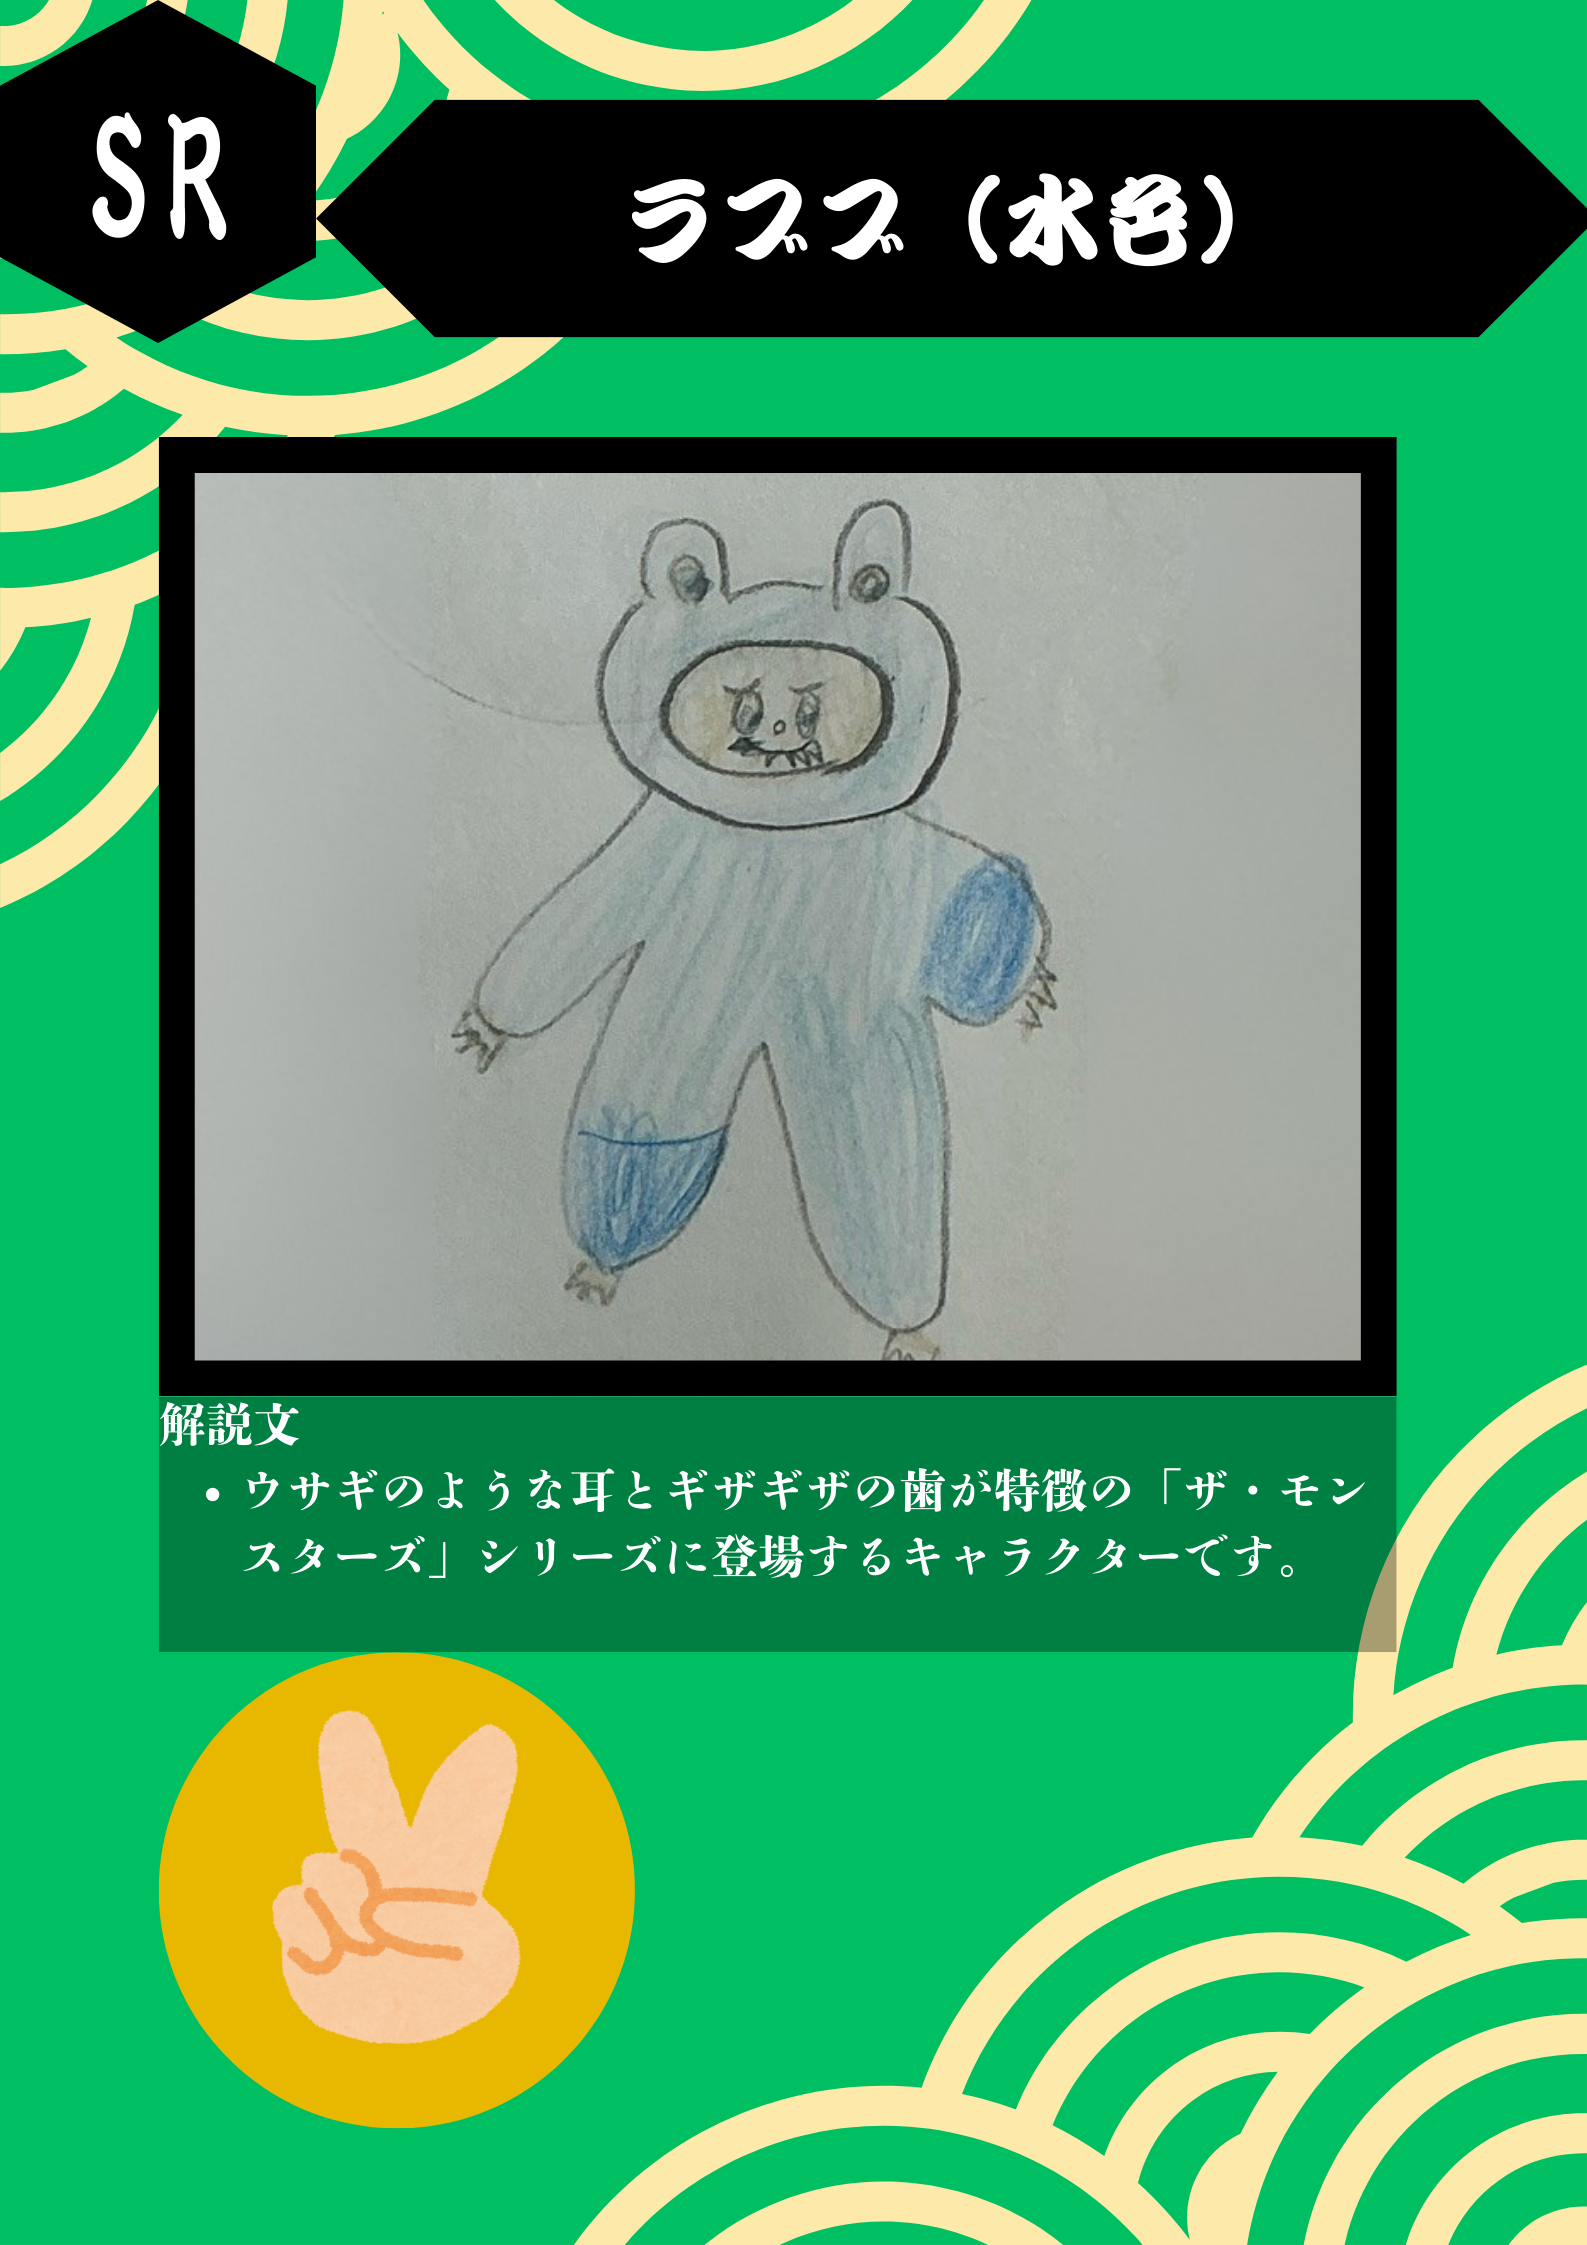 SR
ラブブ（水色）
解説文
• ウサギのような耳とギザギザの歯が特徴の「ザ・モン
スターズ」シリーズに登場するキャラクターです。